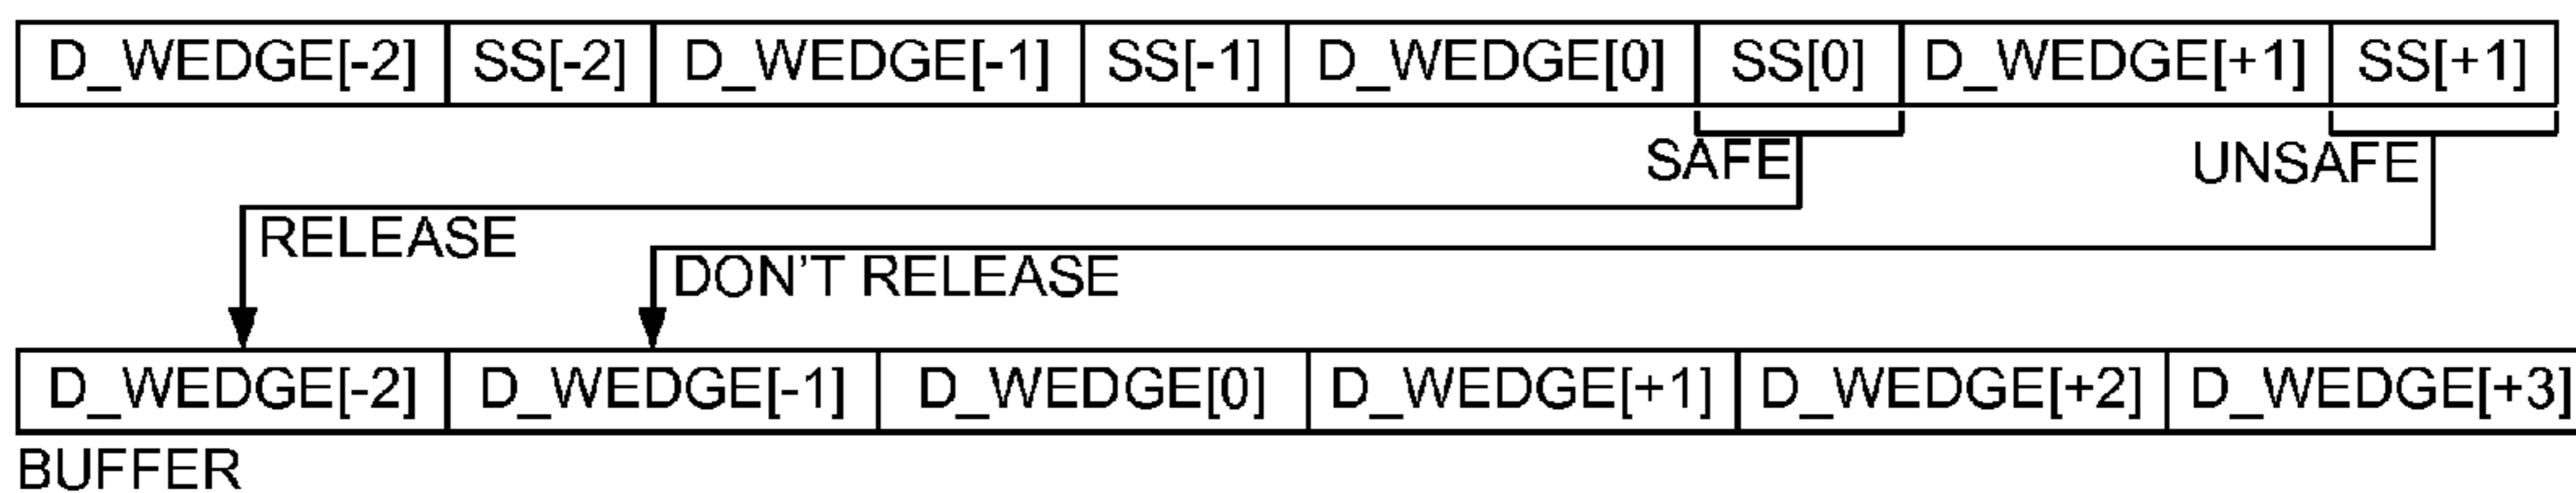 D_WEDGE[-2] SS[-2] D_WEDGE[-1] SS[-1] D_WEDGE[0] SS[0] D_WEDGE[+1] SS[+1]
SAFE UNSAFE
RELEASE
DON'T RELEASE
D_WEDGE[-2] D_WEDGE[-1] D_WEDGE[0] D_WEDGE[+1] D_WEDGE[+2] D_WEDGE[+3]
BUFFER